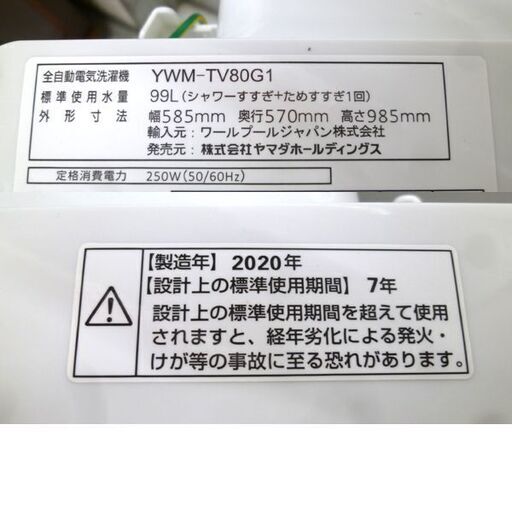 全自動電気洗濯機 YWM-TV80G1
標準使用水量 99L(シャワーすすぎ+ためすすぎ1回)
外形寸法 幅585mm 奥行570mm 高さ985mm
輸入元:ワールプールジャパン株式会社
発売元:株式会社ヤマダホールディングス
定格消費電力 250W(50/60Hz)
【製造年】2020年
【設計上の標準使用期間】7年
設計上の標準使用期間を超えて使用
されますと、経年劣化による発火・
けが等の事故に至る恐れがあります。